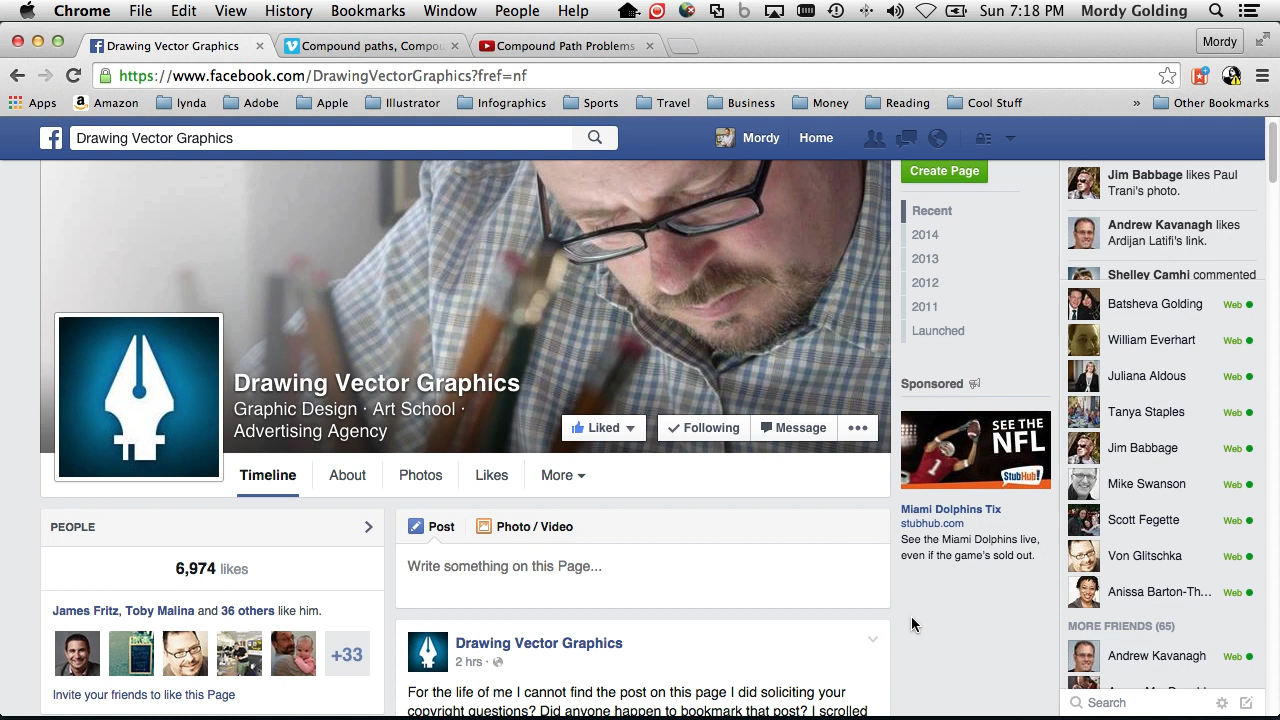 Chrome File Edit View History Bookmarks Window People Help Sun 7:18 PM Mordy Golding
Drawing Vector Graphics
Compound paths, Compou
Compound Path Problems
Mordy
https://www.facebook.com/DrawingVectorGraphics?fref=nf
Apps Amazon lynda Adobe Apple Illustrator Infographics Sports Travel Business Money Reading Cool Stuff » Other Bookmarks
Drawing Vector Graphics
Mordy Home
Drawing Vector Graphics
Graphic Design · Art School ·
Advertising Agency
Liked
Following
Message
Timeline About Photos Likes More
PEOPLE
6,974 likes
James Fritz, Toby Malina and 36 others like him.
+33
Invite your friends to like this Page
Post Photo / Video
Write something on this Page...
Drawing Vector Graphics
2 hrs ·
For the life of me I cannot find the post on this page I did soliciting your
copyright questions? Did anyone happen to bookmark that post? I scrolled
Create Page
Recent
2014
2013
2012
2011
Launched
Sponsored
SEE THE
NFL
StubHub!
Miami Dolphins Tix
stubhub.com
See the Miami Dolphins live,
even if the game's sold out.
Jim Babbage likes Paul
Trani's photo.
Andrew Kavanagh likes
Ardijan Latifi's link.
Shelley Camhi commented
Batsheva Golding Web
William Everhart Web
Juliana Aldous Web
Tanya Staples Web
Jim Babbage Web
Mike Swanson Web
Scott Fegette Web
Von Glitschka Web
Anissa Barton-Th... Web
MORE FRIENDS (65)
Andrew Kavanagh Web
Search